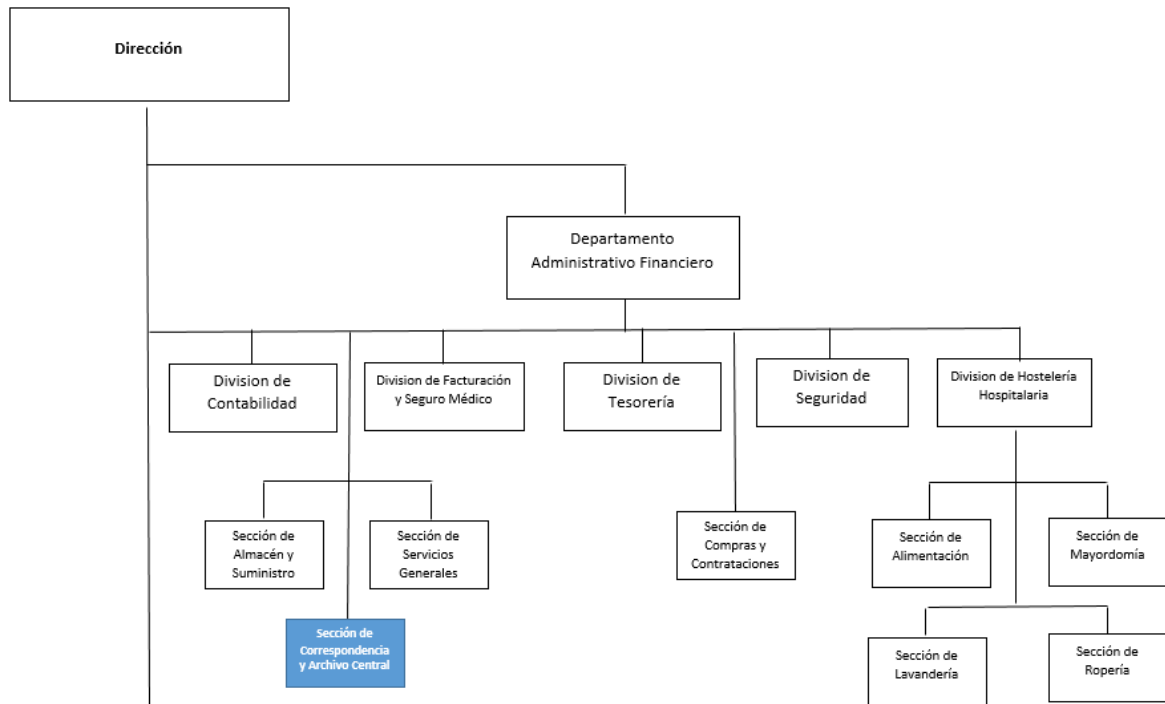 Dirección
Departamento
Administrativo Financiero
Division de
Contabilidad
Division de Facturación
y Seguro Médico
Division de
Tesorería
Division de
Seguridad
Division de Hostelería
Hospitalaria
Sección de
Almacén y
Suministro
Sección de
Servicios
Generales
Sección de
Compras y
Contrataciones
Sección de
Alimentación
Sección de
Mayordomía
Sección de
Correspondencia
y Archivo Central
Sección de
Lavandería
Sección de
Ropería